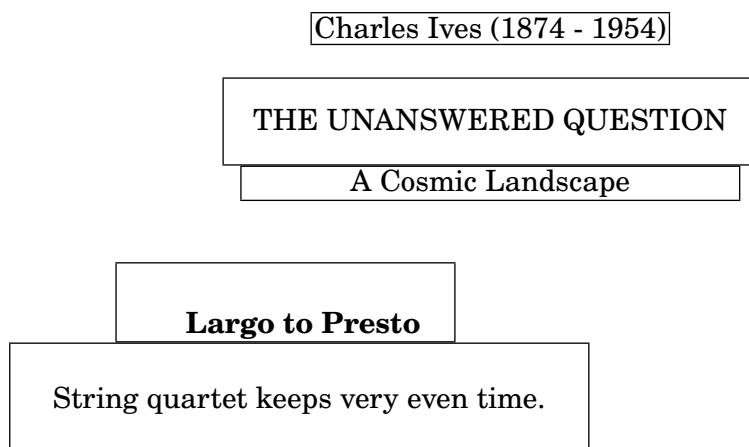 Charles Ives (1874 - 1954)
THE UNANSWERED QUESTION
A Cosmic Landscape
Largo to Presto
String quartet keeps very even time.